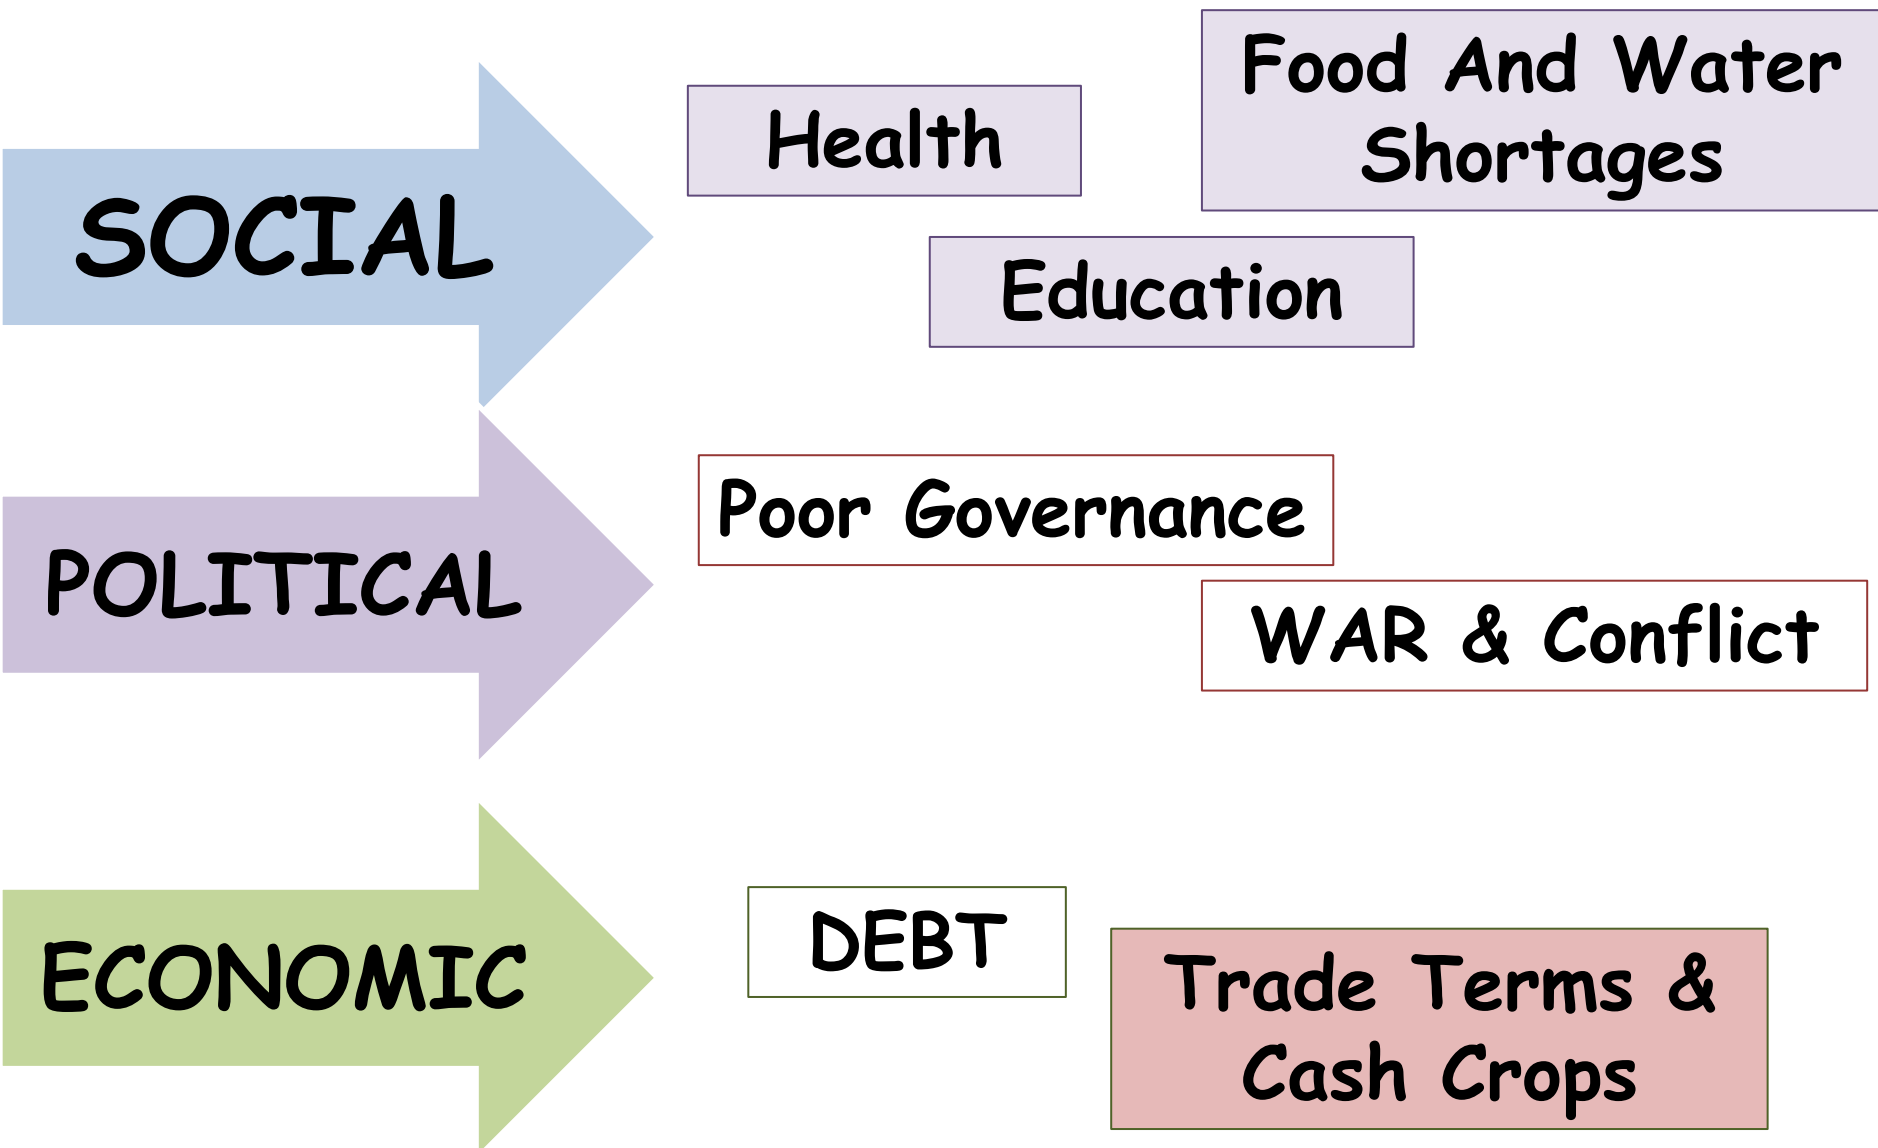 SOCIAL
Health
Food And Water
Shortages
Education
POLITICAL
Poor Governance
WAR & Conflict
ECONOMIC
DEBT
Trade Terms &
Cash Crops